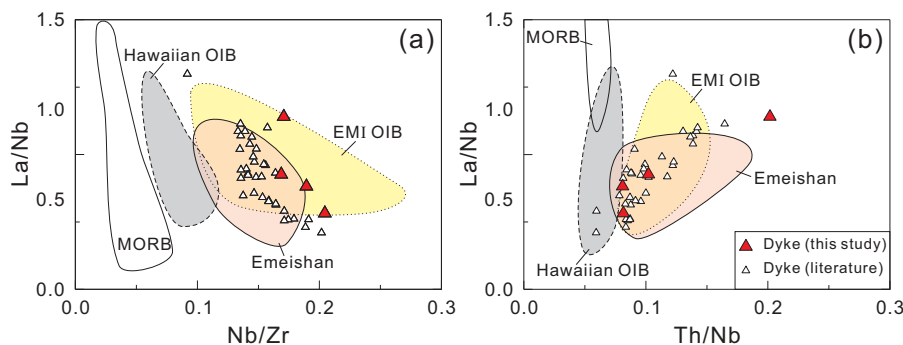 1.5
1.0
0.5
0.0
La/Nb
0.0
0.1
0.2
0.3
Nb/Zr
(a)
Hawaiian OIB
EMI OIB
MORB
Emeishan
1.5
1.0
0.5
0.0
La/Nb
0.0
0.1
0.2
0.3
Th/Nb
(b)
MORB
EMI OIB
Emeishan
Hawaiian OIB
Dyke (this study)
Dyke (literature)